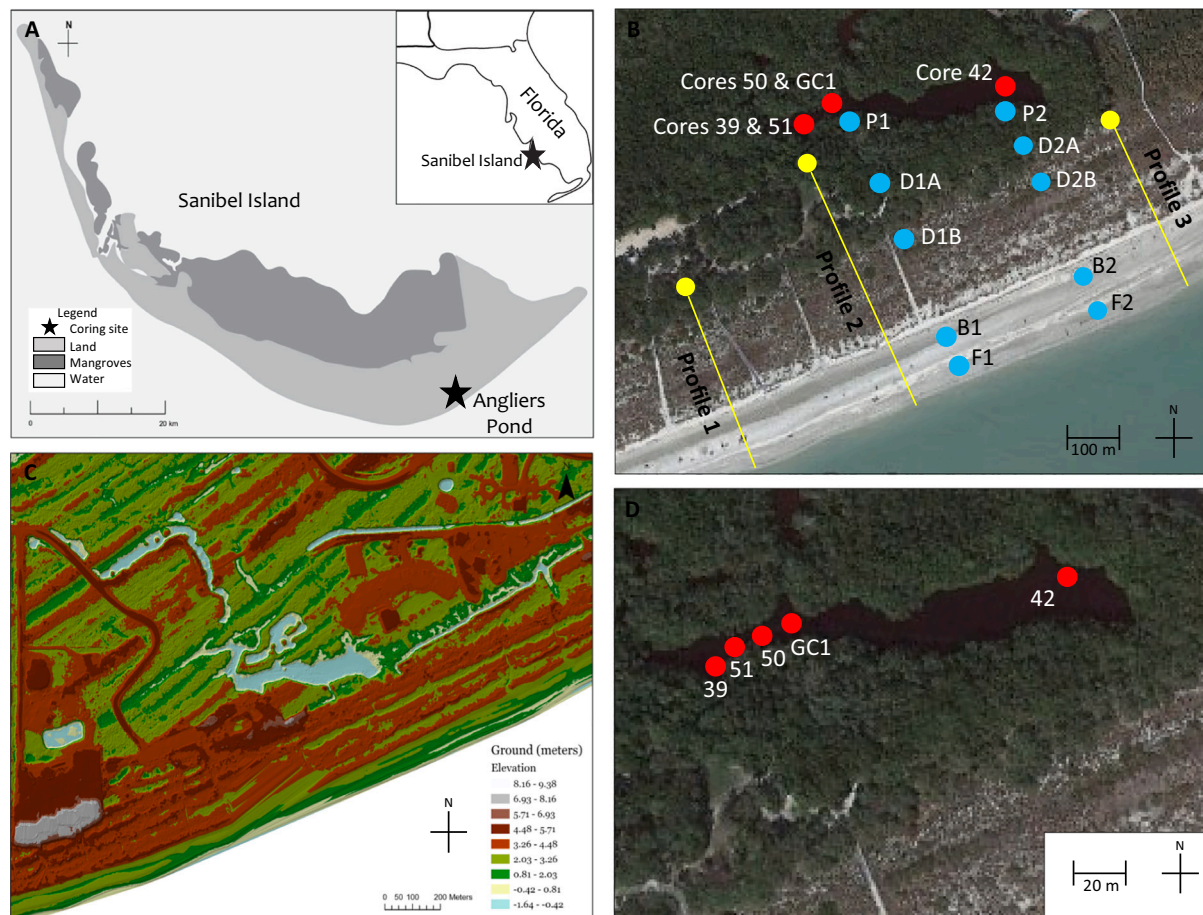 A
N
Florida
Sanibel Island
Sanibel Island
Legend
Coring site
Land
Mangroves
Water
0 20 km
Angliers
Pond
B
Cores 50 & GC1
Core 42
Cores 39 & 51
P1
P2
D2A
D1A
D2B
D1B
B2
F2
B1
F1
Profile 1
Profile 2
Profile 3
100 m
N
C
N
Ground (meters)
Elevation
8.16 - 9.38
6.93 - 8.16
5.71 - 6.93
4.48 - 5.71
3.26 - 4.48
2.03 - 3.26
0.81 - 2.03
-0.42 - 0.81
-1.64 - -0.42
0 50 100 200 Meters
D
42
GC1
50
51
39
20 m
N